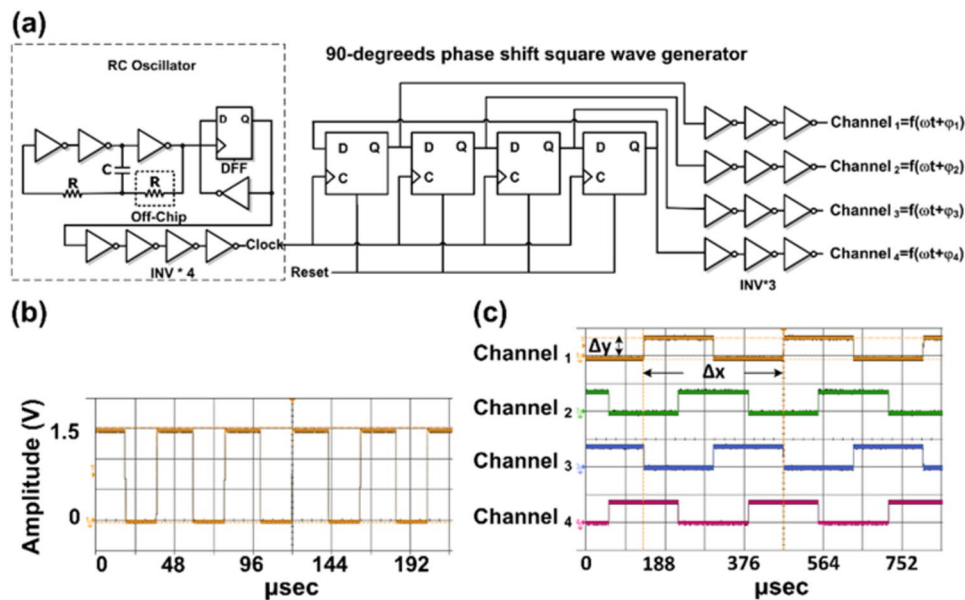 (a)
RC Oscillator
90-degreeds phase shift square wave generator
D Q
DFF
C
R
R
Off-Chip
INV * 4
Clock
Reset
D Q
C
D Q
C
D Q
C
D Q
C
Channel 1=f(ωt+φ1)
Channel 2=f(ωt+φ2)
Channel 3=f(ωt+φ3)
Channel 4=f(ωt+φ4)
INV*3
(b)
Amplitude (V)
1.5
0
0 48 96 144 192
µsec
(c)
Channel 1
Δy
Δx
Channel 2
Channel 3
Channel 4
0 188 376 564 752
µsec